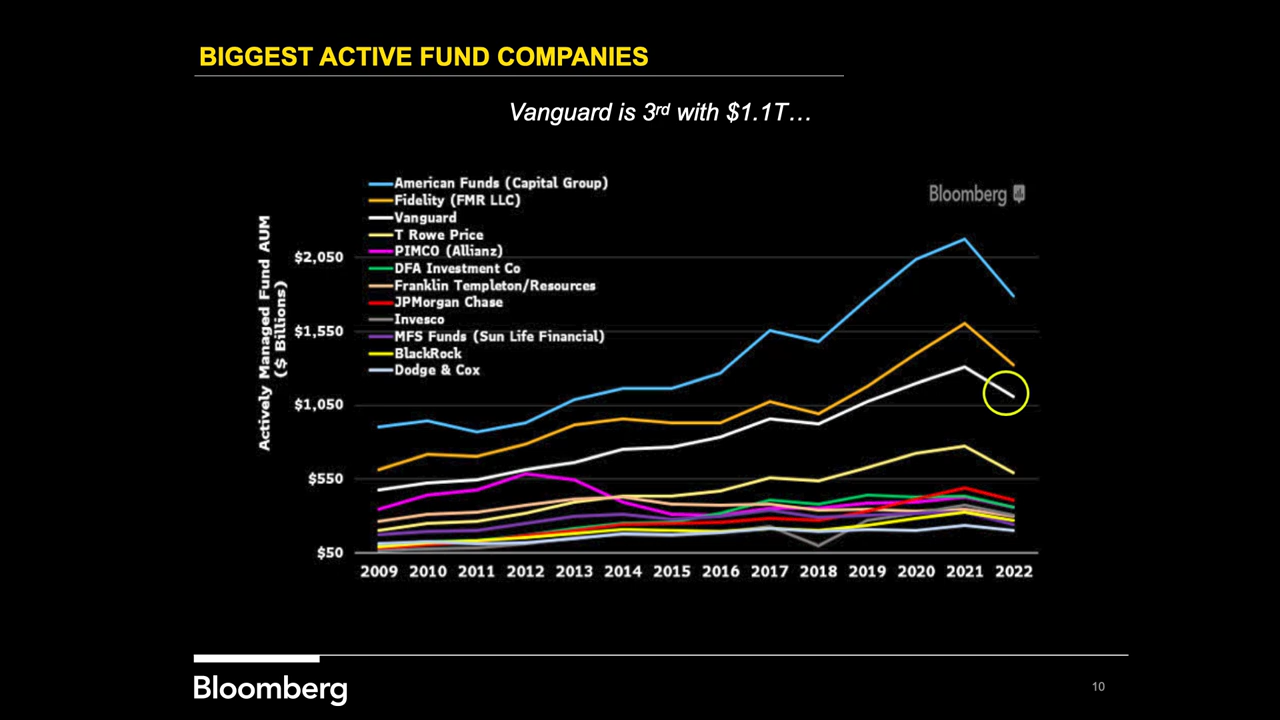 BIGGEST ACTIVE FUND COMPANIES
Vanguard is 3rd with $1.1T…
American Funds (Capital Group)
Fidelity (FMR LLC)
Vanguard
T Rowe Price
PIMCO (Allianz)
DFA Investment Co
Franklin Templeton/Resources
JPMorgan Chase
Invesco
MFS Funds (Sun Life Financial)
BlackRock
Dodge & Cox
Bloomberg
Actively Managed Fund AUM
($ Billions)
$2,050
$1,550
$1,050
$550
$50
2009 2010 2011 2012 2013 2014 2015 2016 2017 2018 2019 2020 2021 2022
Bloomberg
10